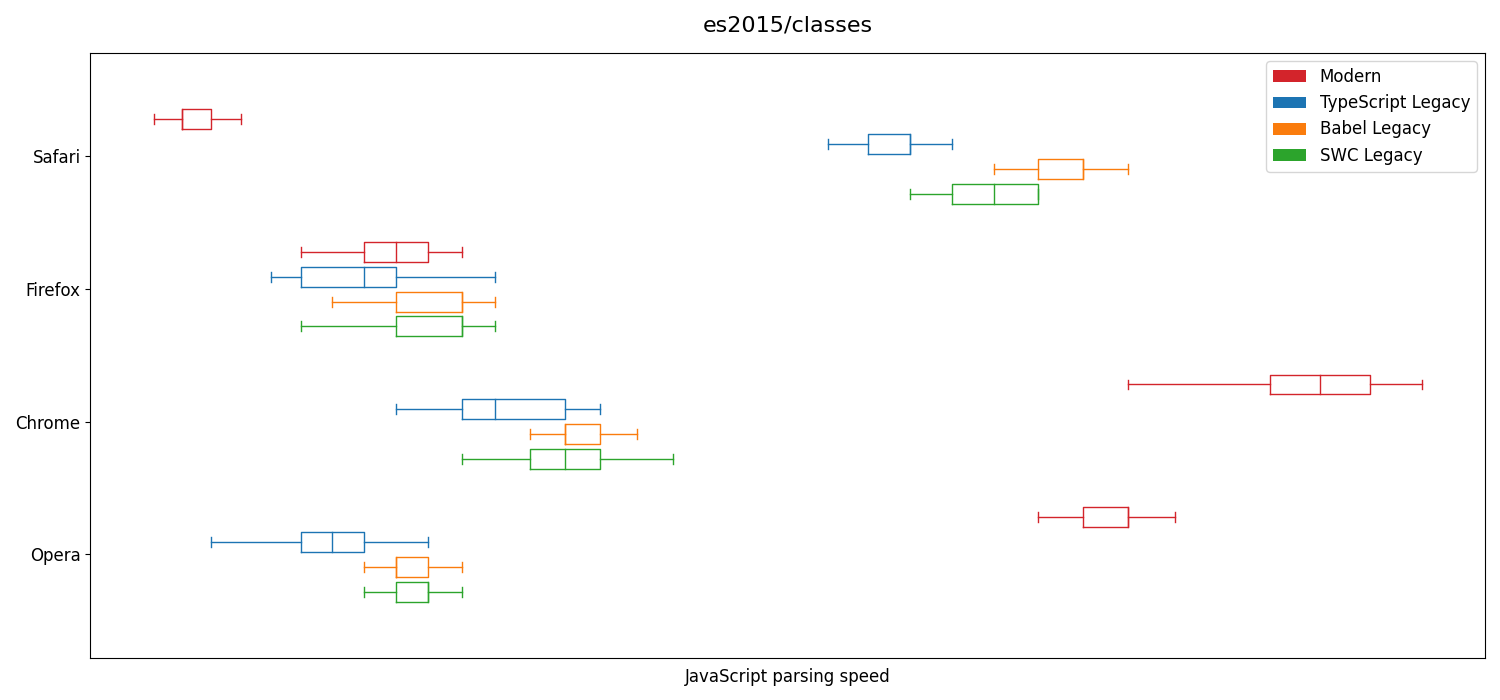 es2015/classes
Modern
TypeScript Legacy
Babel Legacy
SWC Legacy
Safari
Firefox
Chrome
Opera
JavaScript parsing speed